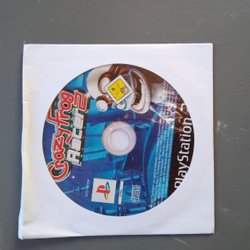 Crazy Frog
Racer 2
PlayStation.2